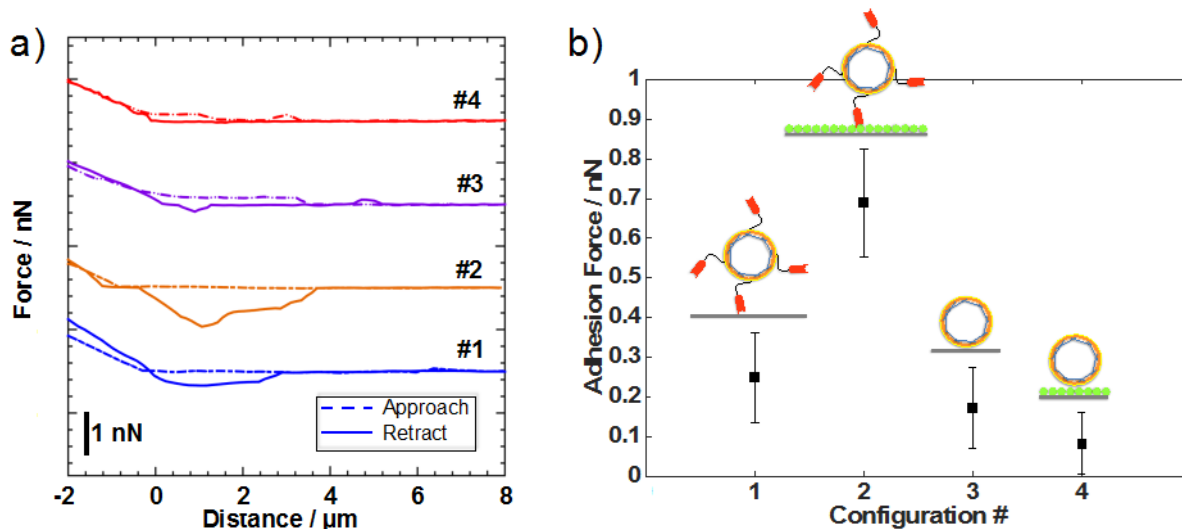 a)
Force / nN
#4
#3
#2
#1
1 nN
Approach
Retract
-2
0
2
4
6
8
Distance / µm
b)
Adhesion Force / nN
1
0.9
0.8
0.7
0.6
0.5
0.4
0.3
0.2
0.1
0
1
2
3
4
Configuration #